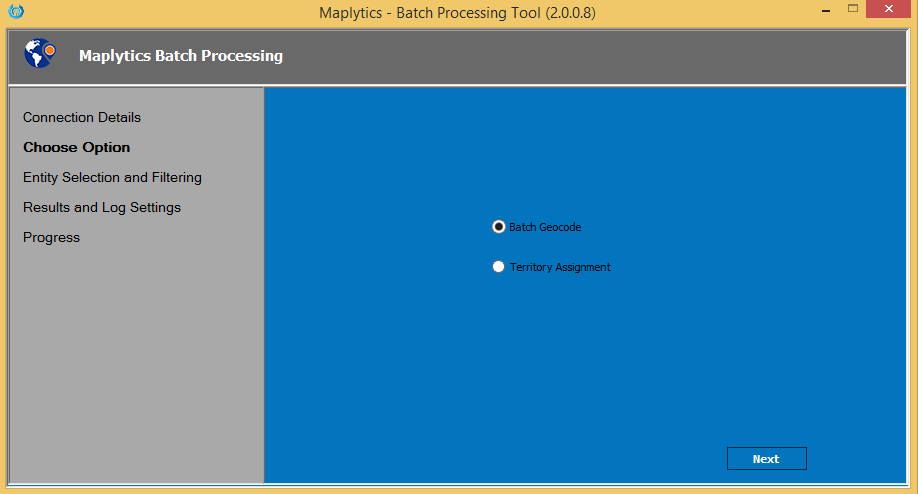 Maplytics - Batch Processing Tool (2.0.0.8)
Maplytics Batch Processing
Connection Details
Choose Option
Entity Selection and Filtering
Results and Log Settings
Progress
Batch Geocode
Territory Assignment
Next